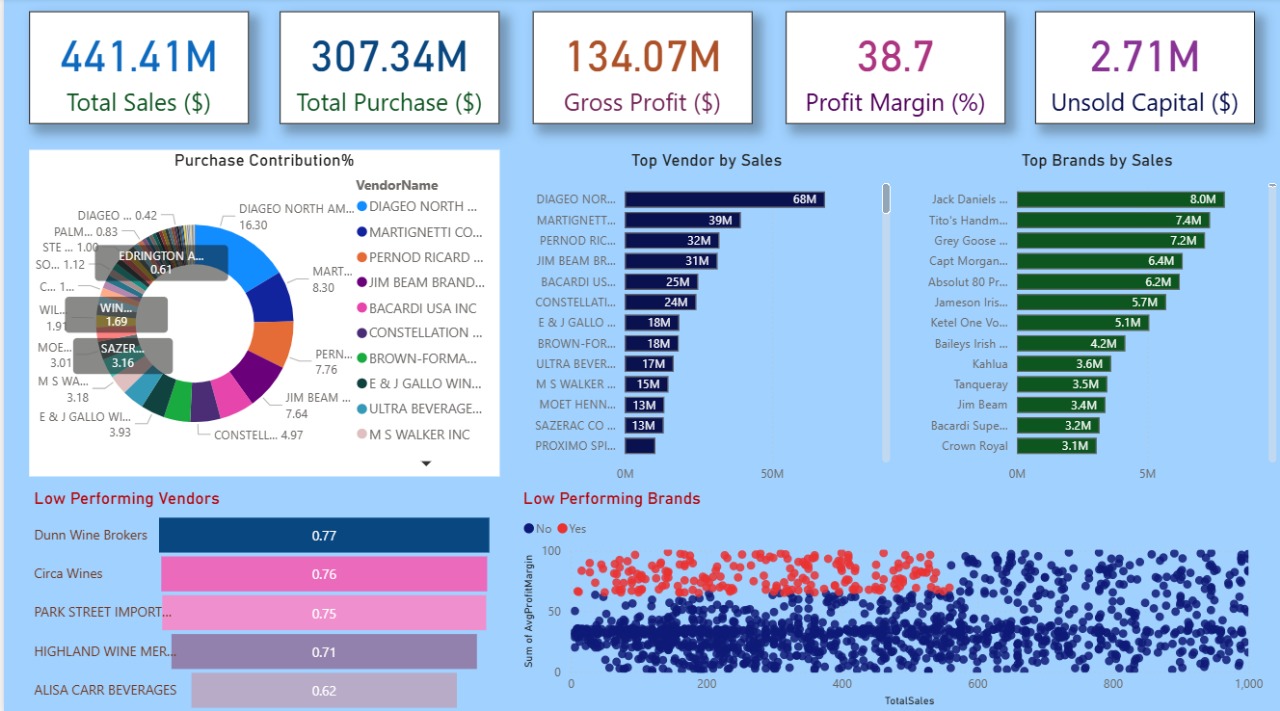 441.41M
Total Sales ($)
307.34M
Total Purchase ($)
134.07M
Gross Profit ($)
38.7
Profit Margin (%)
2.71M
Unsold Capital ($)
Purchase Contribution%
DIAGEO ... 0.42
PALM... 0.83
STE ... 1.00
SO... 1.12
C... 1...
WIL...
1.91
MOE...
3.01
M S WA...
3.18
E & J GALLO WI...
3.93
EDRINGTON A...
0.61
WIN...
1.69
SAZER...
3.16
DIAGEO NORTH AM...
16.30
MART...
8.30
PERN...
7.76
JIM BEAM ...
7.64
CONSTELL... 4.97
VendorName
DIAGEO NORTH ...
MARTIGNETTI CO...
PERNOD RICARD ...
JIM BEAM BRAND...
BACARDI USA INC
CONSTELLATION ...
BROWN-FORMA...
E & J GALLO WIN...
ULTRA BEVERAGE...
M S WALKER INC
Top Vendor by Sales
DIAGEO NOR... 68M
MARTIGNETT... 39M
PERNOD RIC... 32M
JIM BEAM BR... 31M
BACARDI US... 25M
CONSTELLATI... 24M
E & J GALLO ... 18M
BROWN-FOR... 18M
ULTRA BEVER... 17M
M S WALKER ... 15M
MOET HENN... 13M
SAZERAC CO ... 13M
PROXIMO SPI...
0M 50M
Top Brands by Sales
Jack Daniels ... 8.0M
Tito's Handm... 7.4M
Grey Goose ... 7.2M
Capt Morgan... 6.4M
Absolut 80 Pr... 6.2M
Jameson Iris... 5.7M
Ketel One Vo... 5.1M
Baileys Irish ... 4.2M
Kahlua 3.6M
Tanqueray 3.5M
Jim Beam 3.4M
Bacardi Supe... 3.2M
Crown Royal 3.1M
0M 5M
Low Performing Vendors
Dunn Wine Brokers 0.77
Circa Wines 0.76
PARK STREET IMPORT... 0.75
HIGHLAND WINE MER... 0.71
ALISA CARR BEVERAGES 0.62
Low Performing Brands
No Yes
Sum of AvgProfitMargin
100
50
0
0 200 400 600 800 1,000
TotalSales